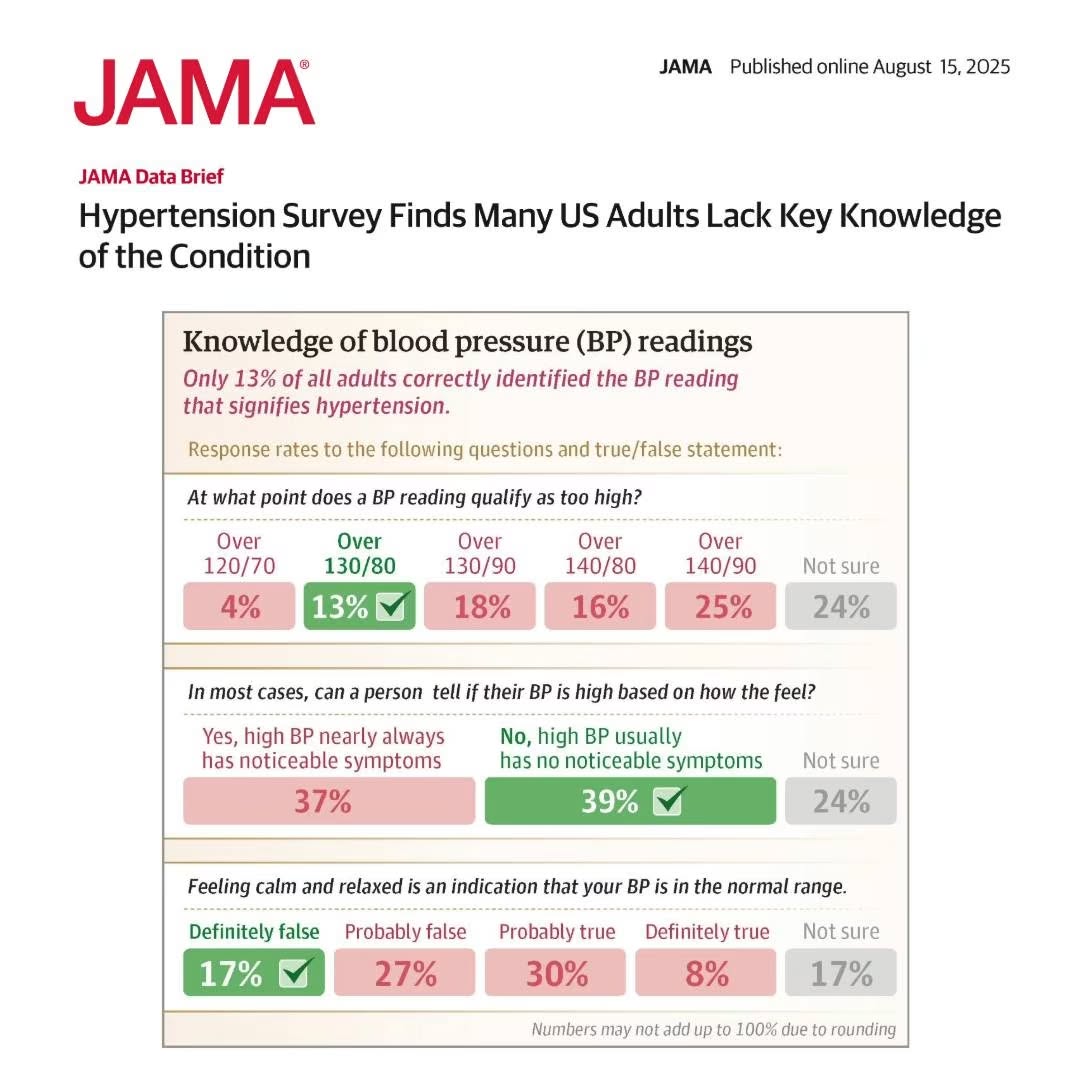 JAMA®
JAMA Published online August 15, 2025
JAMA Data Brief
Hypertension Survey Finds Many US Adults Lack Key Knowledge
of the Condition
Knowledge of blood pressure (BP) readings
Only 13% of all adults correctly identified the BP reading
that signifies hypertension.
Response rates to the following questions and true/false statement:
At what point does a BP reading qualify as too high?
Over Over Over Over Over
120/70 130/80 130/90 140/80 140/90 Not sure
4% 13% 18% 16% 25% 24%
In most cases, can a person tell if their BP is high based on how the feel?
Yes, high BP nearly always No, high BP usually
has noticeable symptoms has no noticeable symptoms Not sure
37% 39% 24%
Feeling calm and relaxed is an indication that your BP is in the normal range.
Definitely false Probably false Probably true Definitely true Not sure
17% 27% 30% 8% 17%
Numbers may not add up to 100% due to rounding